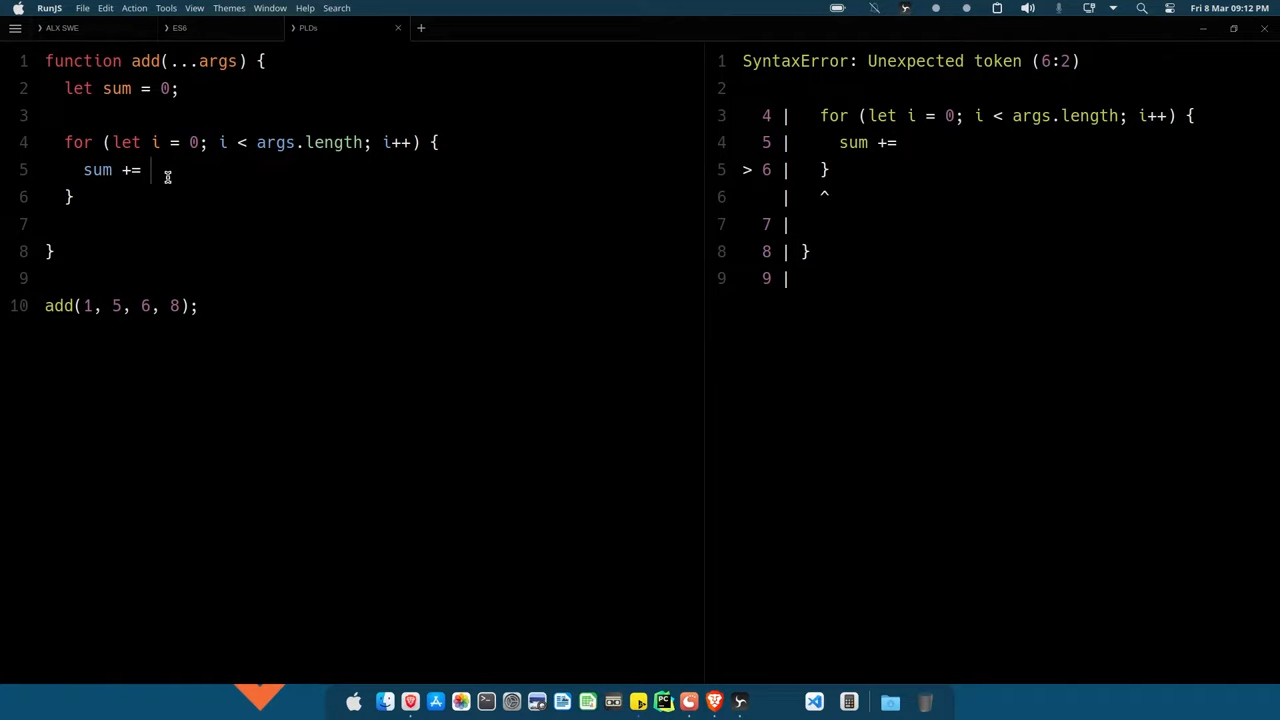 RunJS File Edit Action Tools View Themes Window Help Search Fri 8 Mar 09:12 PM
ALX SWE ES6 PLDs
1 function add(...args) {
2   let sum = 0;
3
4   for (let i = 0; i < args.length; i++) {
5     sum +=
6   }
7
8 }
9
10 add(1, 5, 6, 8);
1 SyntaxError: Unexpected token (6:2)
2
3   4 |   for (let i = 0; i < args.length; i++) {
4   5 |     sum +=
5 > 6 |   }
6     |   ^
7   7 |
8   8 | }
9   9 |
PC